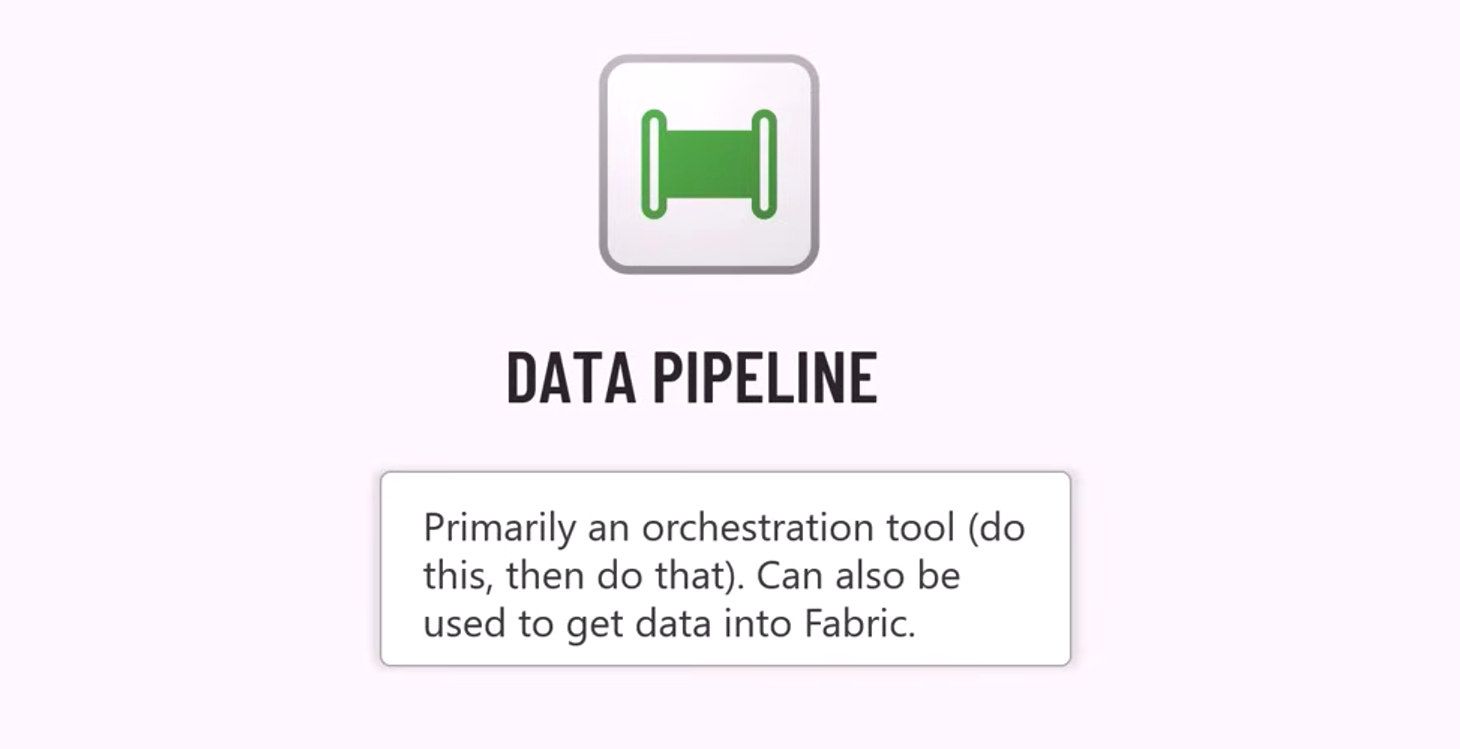 DATA PIPELINE
Primarily an orchestration tool (do
this, then do that). Can also be
used to get data into Fabric.